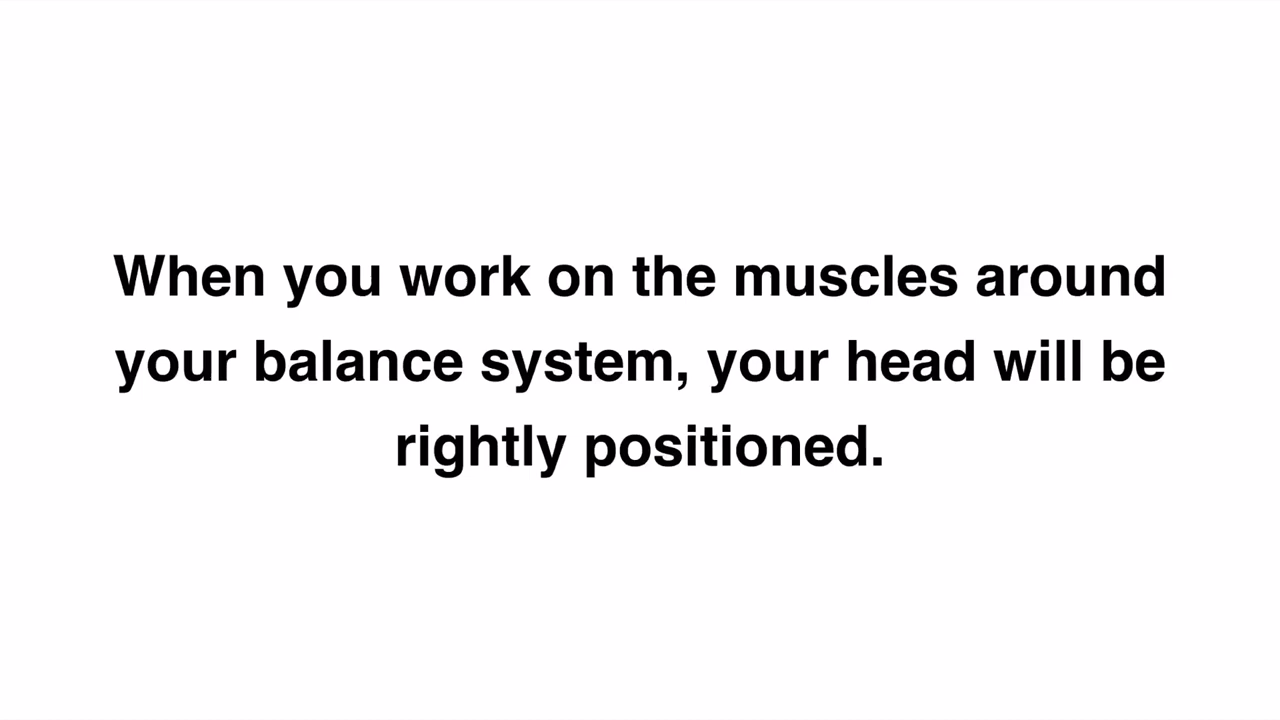 When you work on the muscles around
your balance system, your head will be
rightly positioned.